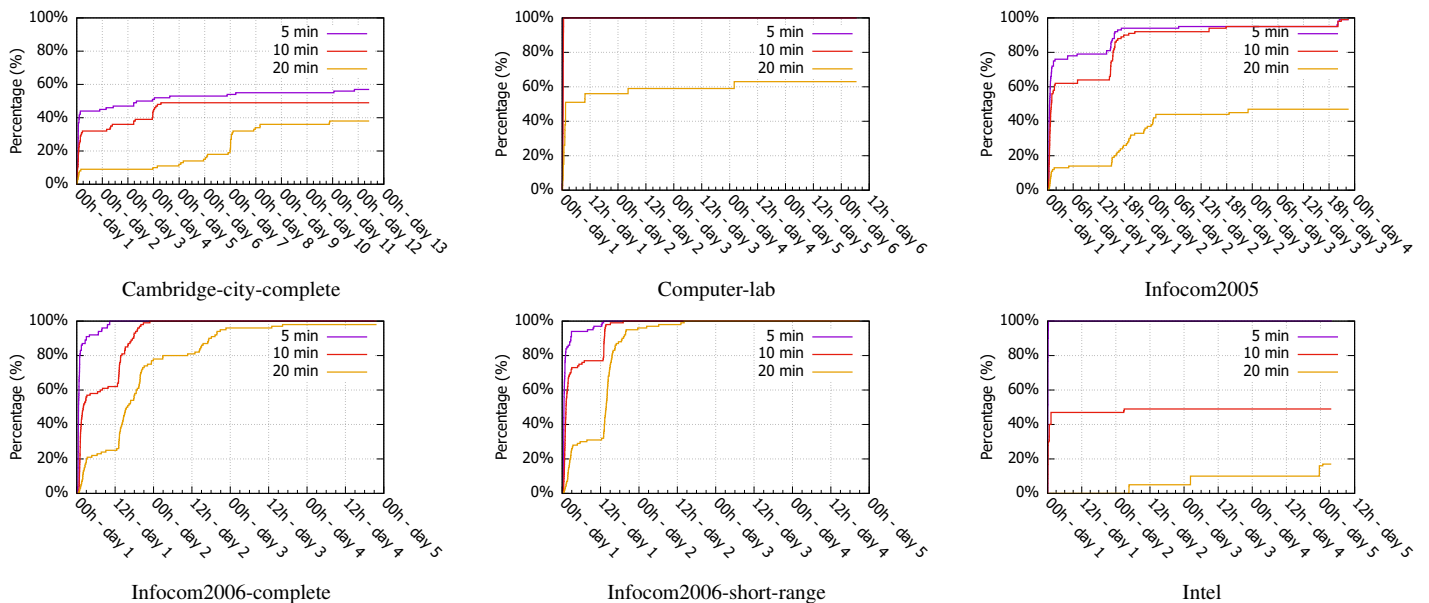 100%
80%
60%
40%
20%
0%
Percentage (%)
5 min
10 min
20 min
00h - day 1
00h - day 2
00h - day 3
00h - day 4
00h - day 5
00h - day 6
00h - day 7
00h - day 8
00h - day 9
00h - day 10
00h - day 11
00h - day 12
00h - day 13
Cambridge-city-complete
100%
80%
60%
40%
20%
0%
Percentage (%)
5 min
10 min
20 min
00h - day 1
12h - day 1
00h - day 2
12h - day 2
00h - day 3
12h - day 3
00h - day 4
12h - day 4
00h - day 5
12h - day 5
00h - day 6
12h - day 6
Computer-lab
100%
80%
60%
40%
20%
0%
Percentage (%)
5 min
10 min
20 min
00h - day 1
06h - day 1
12h - day 1
18h - day 1
00h - day 2
06h - day 2
12h - day 2
18h - day 2
00h - day 3
06h - day 3
12h - day 3
18h - day 3
00h - day 4
Infocom2005
100%
80%
60%
40%
20%
0%
Percentage (%)
5 min
10 min
20 min
00h - day 1
12h - day 1
00h - day 2
12h - day 2
00h - day 3
12h - day 3
00h - day 4
12h - day 4
00h - day 5
Infocom2006-complete
100%
80%
60%
40%
20%
0%
Percentage (%)
5 min
10 min
20 min
00h - day 1
12h - day 1
00h - day 2
12h - day 2
00h - day 3
12h - day 3
00h - day 4
12h - day 4
00h - day 5
Infocom2006-short-range
100%
80%
60%
40%
20%
0%
Percentage (%)
5 min
10 min
20 min
00h - day 1
12h - day 1
00h - day 2
12h - day 2
00h - day 3
12h - day 3
00h - day 4
12h - day 4
00h - day 5
12h - day 5
Intel